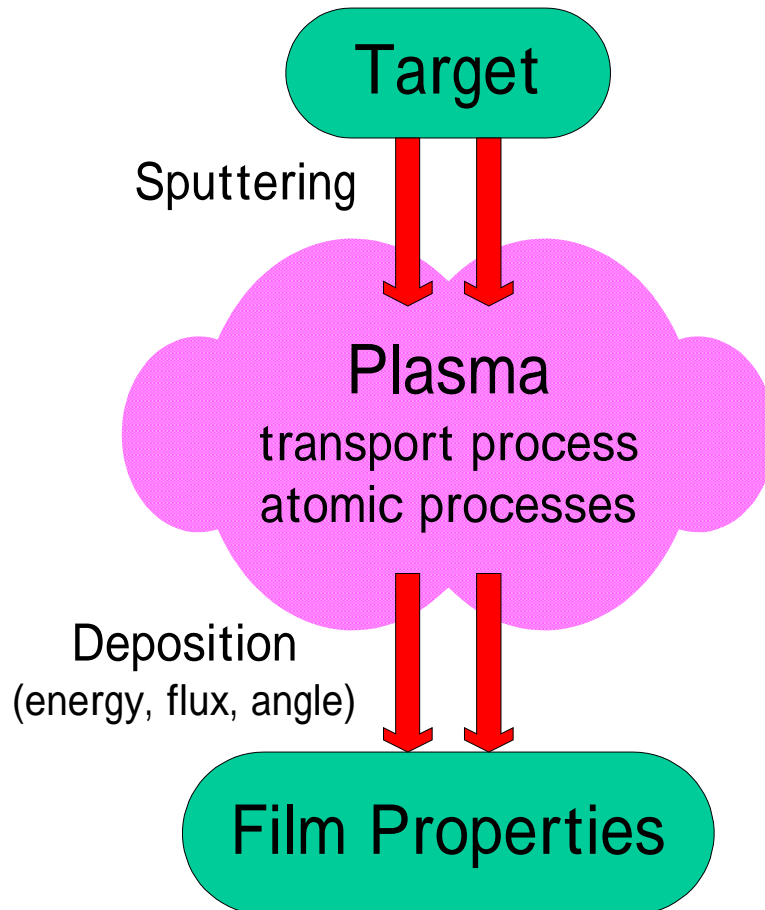 Target
Sputtering
Plasma
transport process
atomic processes
Deposition
(energy, flux, angle)
Film Properties